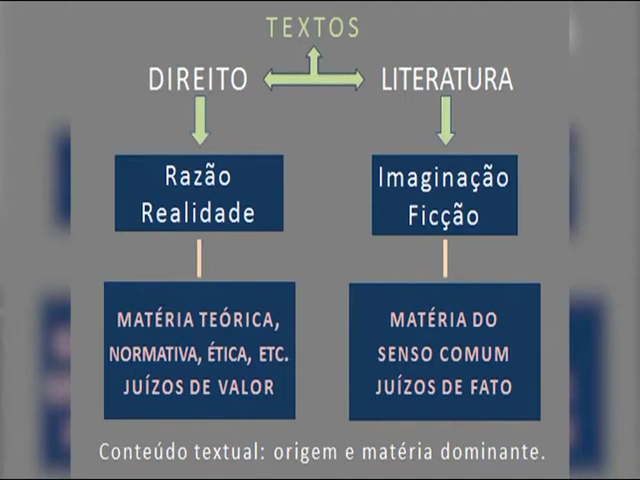 TEXTOS
DIREITO
LITERATURA
Razão
Realidade
Imaginação
Ficção
MATÉRIA TEÓRICA,
NORMATIVA, ÉTICA, ETC.
JUÍZOS DE VALOR
MATÉRIA DO
SENSO COMUM
JUÍZOS DE FATO
Conteúdo textual: origem e matéria dominante.